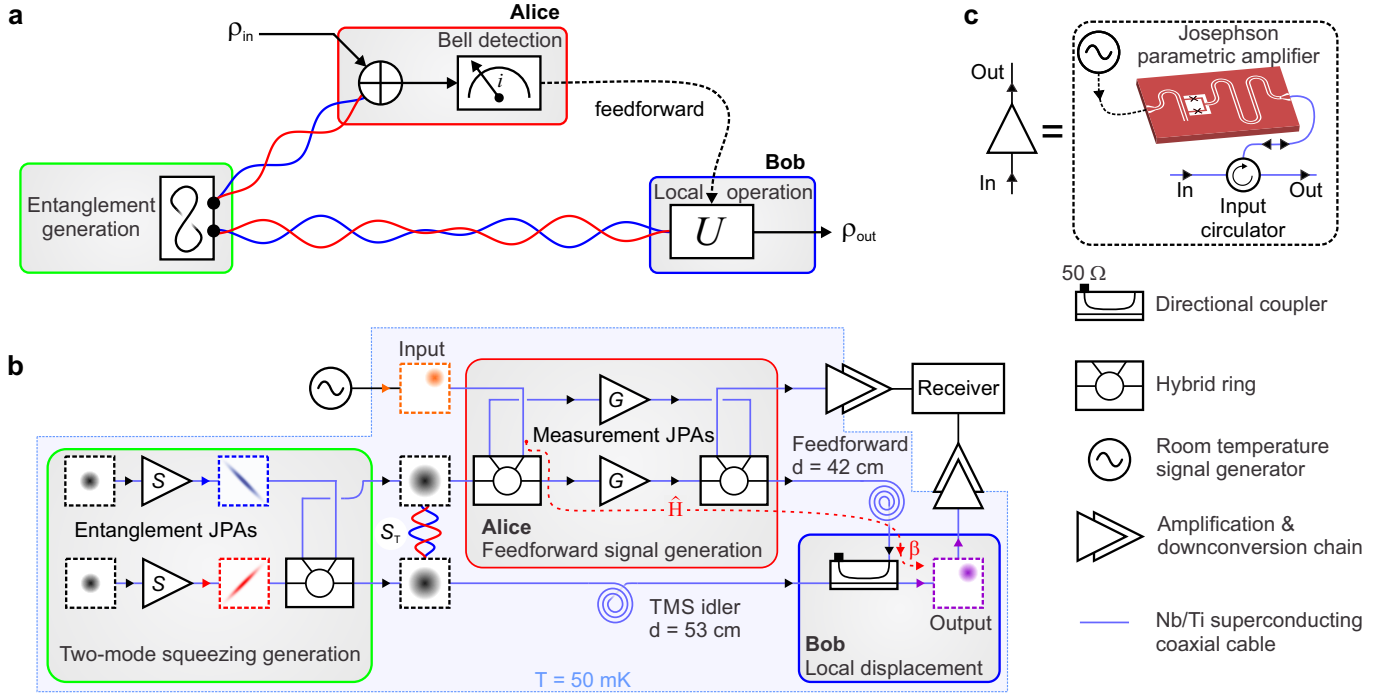 a
Alice
ρin
Bell detection
i
feedforward
Bob
Entanglement
generation
Local operation
U
ρout
c
Josephson
parametric amplifier
Out
=
In
In
Out
Input
circulator
50 Ω
Directional coupler
Hybrid ring
Room temperature
signal generator
Amplification &
downconversion chain
Nb/Ti superconducting
coaxial cable
b
Input
G
Receiver
Measurement JPAs
Feedforward
d = 42 cm
S
G
Entanglement JPAs
ST
Ĥ
Alice
Feedforward signal generation
β
S
TMS idler
d = 53 cm
Output
Two-mode squeezing generation
Bob
Local displacement
T = 50 mK